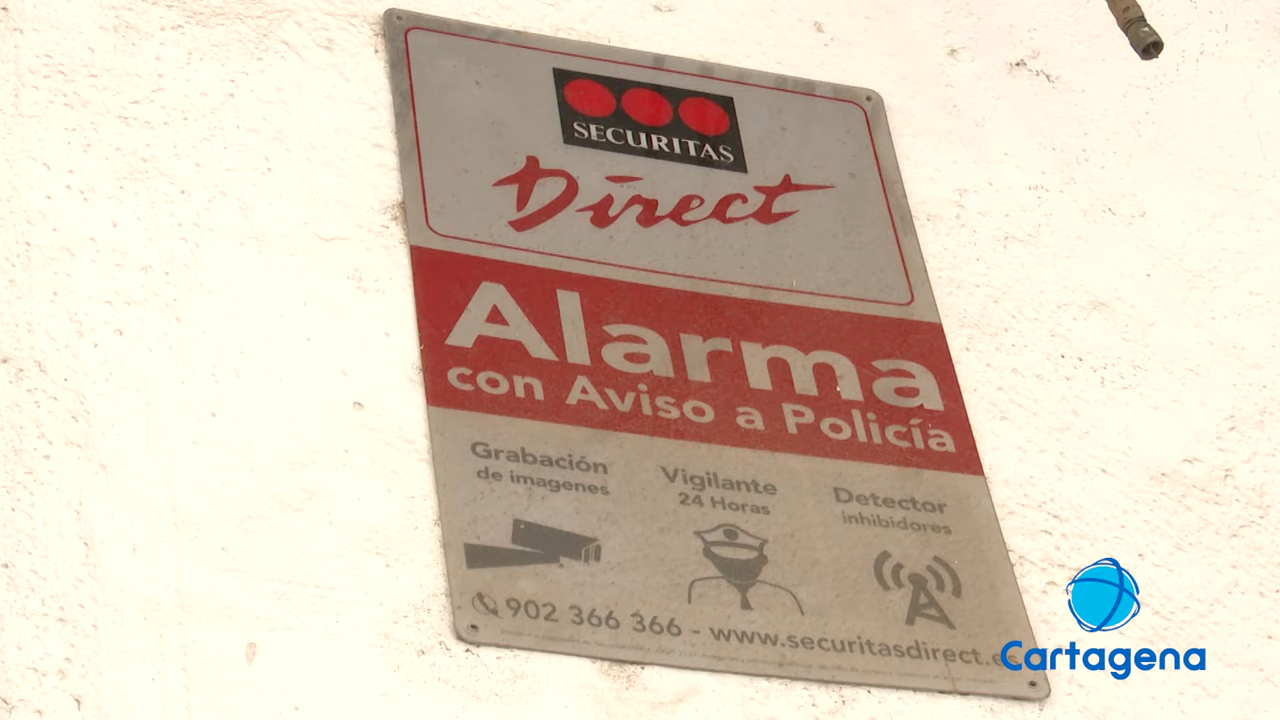 SECURITAS
Direct
Alarma
con Aviso a Policía
Grabación
de imagenes
Vigilante
24 Horas
Detector
inhibidores
902 366 366 - www.securitasdirect.es
Cartagena